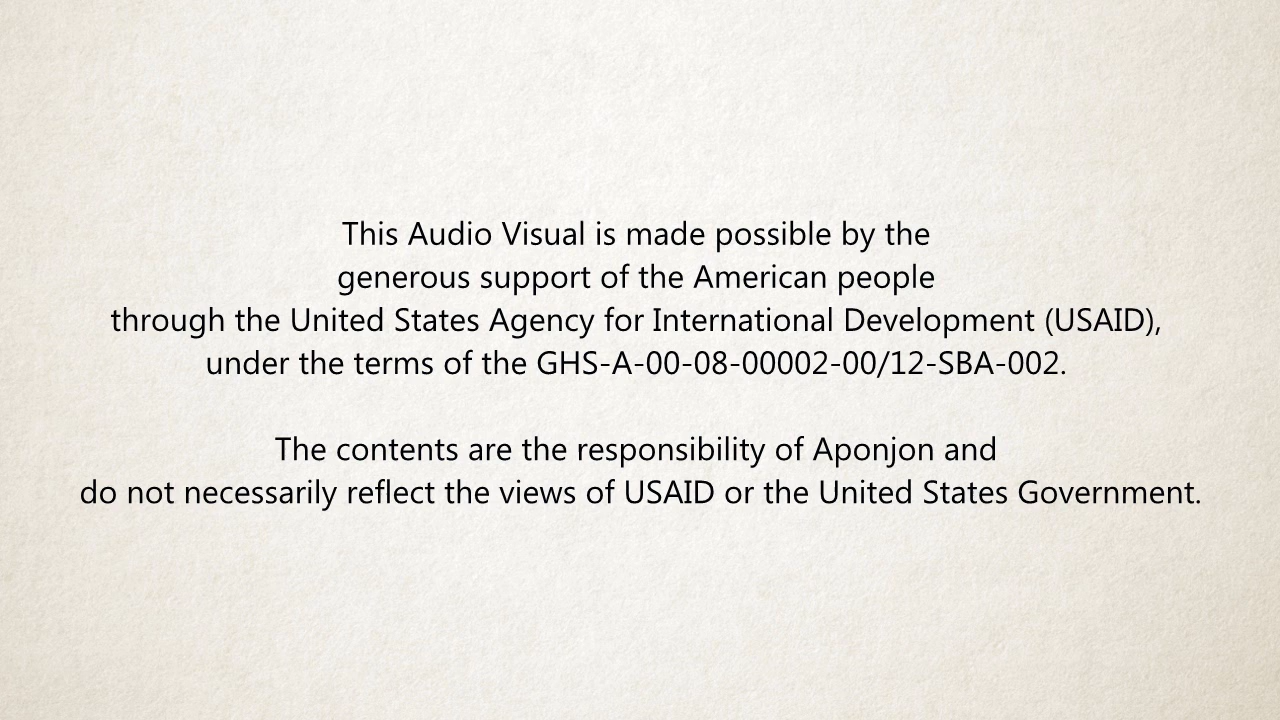 This Audio Visual is made possible by the
generous support of the American people
through the United States Agency for International Development (USAID),
under the terms of the GHS-A-00-08-00002-00/12-SBA-002.
The contents are the responsibility of Aponjon and
do not necessarily reflect the views of USAID or the United States Government.